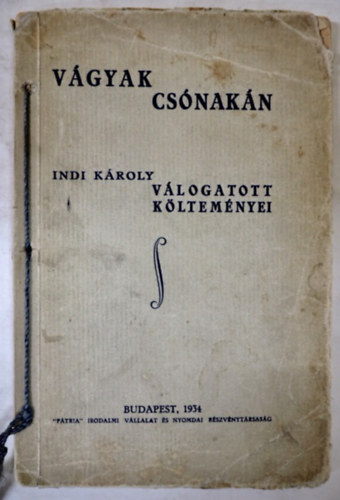 VÁGYAK
CSÓNAKÁN
INDI KÁROLY
VÁLOGATOTT
KÖLTEMÉNYEI
BUDAPEST, 1934
"PÁTRIA" IRODALMI VÁLLALAT ÉS NYOMDAI RÉSZVÉNYTÁRSASÁG